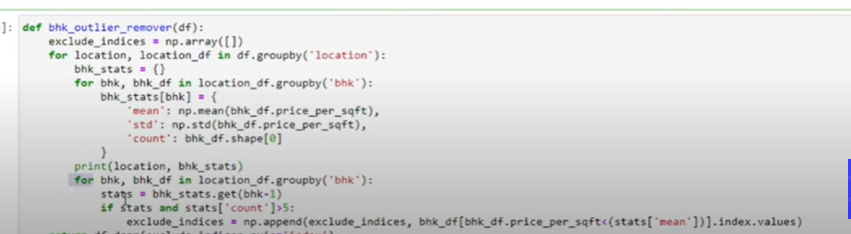 ]: def bhk_outlier_remover(df):
    exclude_indices = np.array([])
    for location, location_df in df.groupby('location'):
        bhk_stats = {}
        for bhk, bhk_df in location_df.groupby('bhk'):
            bhk_stats[bhk] = {
                'mean': np.mean(bhk_df.price_per_sqft),
                'std': np.std(bhk_df.price_per_sqft),
                'count': bhk_df.shape[0]
            }
        print(location, bhk_stats)
        for bhk, bhk_df in location_df.groupby('bhk'):
            stats = bhk_stats.get(bhk-1)
            if stats and stats['count']>5:
                exclude_indices = np.append(exclude_indices, bhk_df[bhk_df.price_per_sqft<(stats['mean'])].index.values)